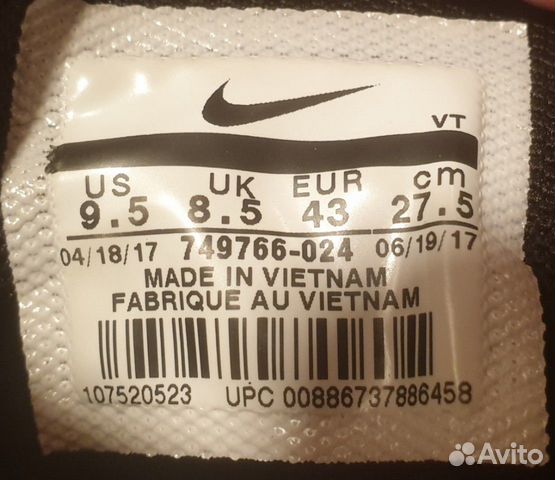 VT
US UK EUR cm
9.5 8.5 43 27.5
04/18/17 749766-024 06/19/17
MADE IN VIETNAM
FABRIQUE AU VIETNAM
107520523 UPC 00886737886458
Avito